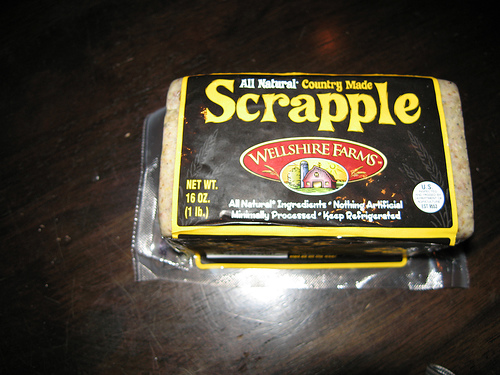 All Natural* Country Made
Scrapple
WELLSHIRE FARMS
NET WT.
16 OZ.
(1 lb.)
All Natural* Ingredients • Nothing Artificial
Minimally Processed • Keep Refrigerated
U.S.